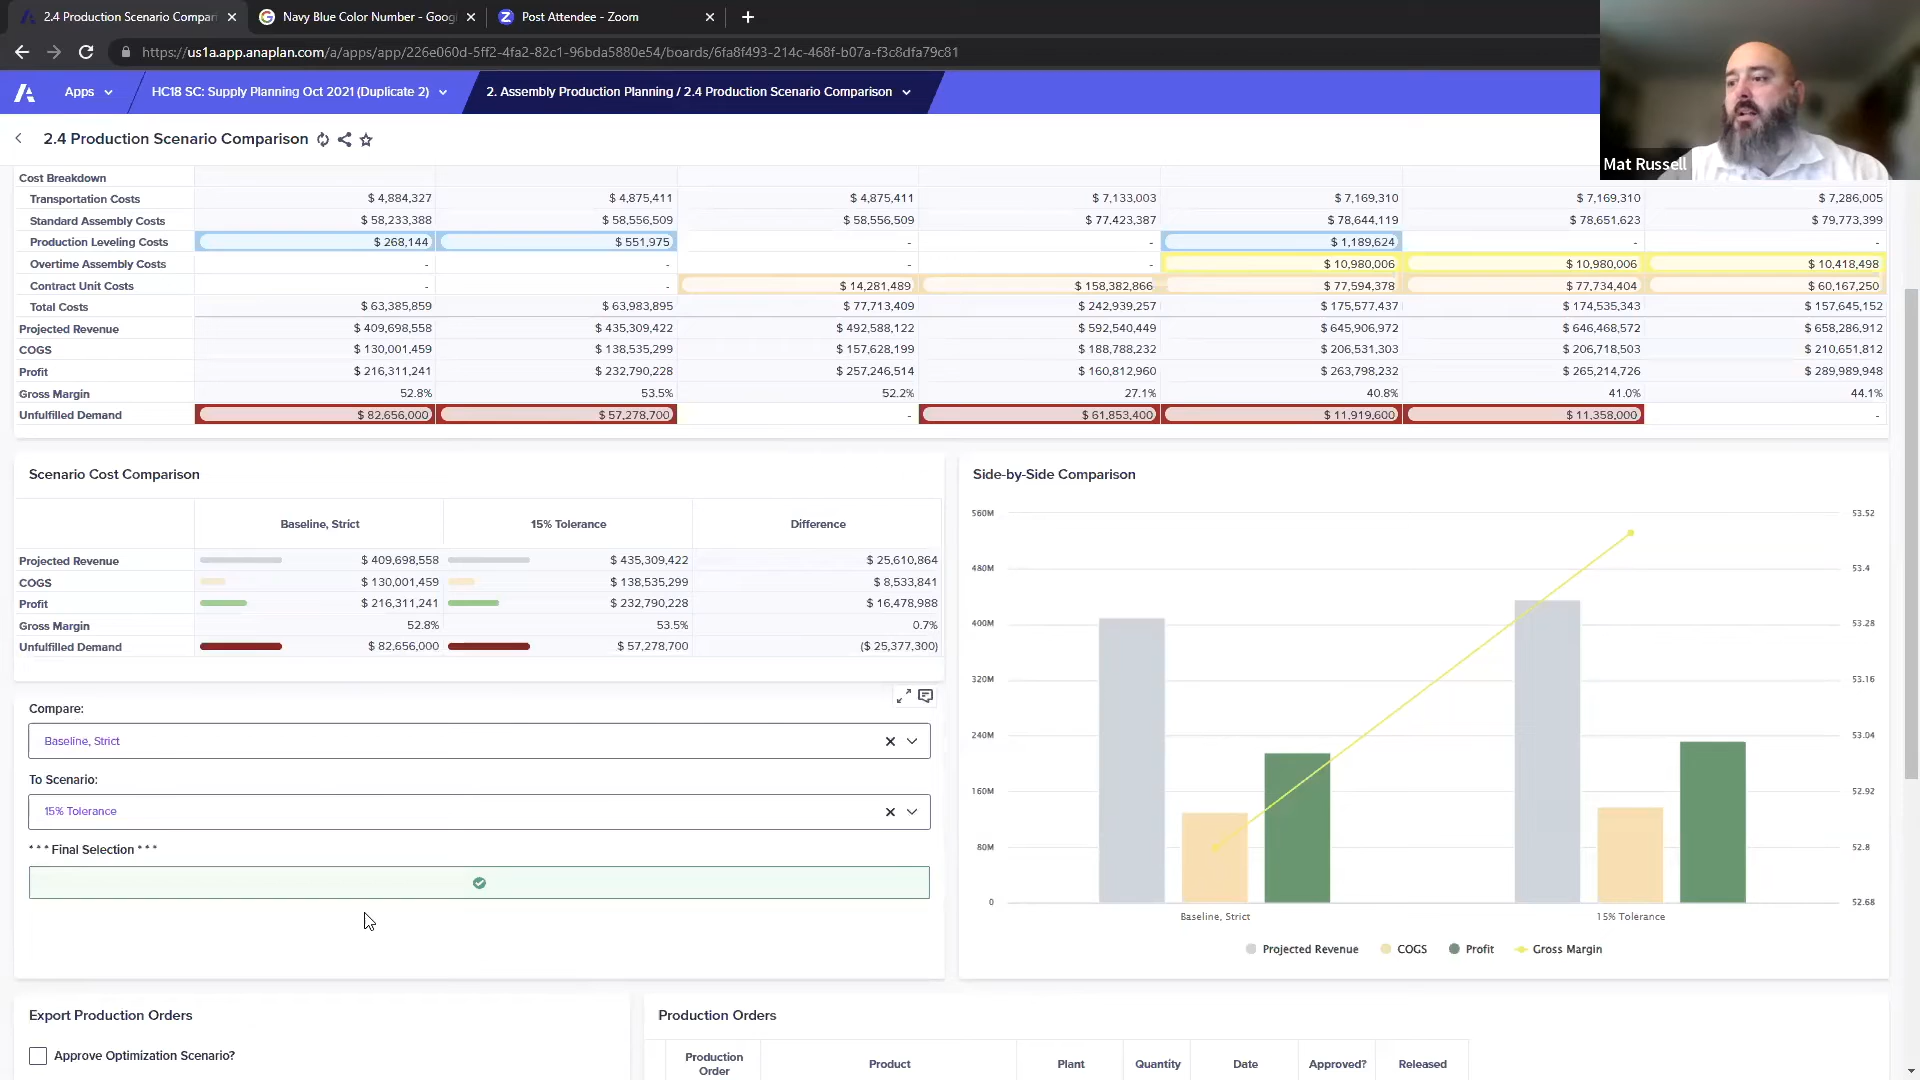 2.4 Production Scenario Compari
Navy Blue Color Number - Goog
Post Attendee - Zoom
https://us1a.app.anaplan.com/a/apps/app/226e060d-5ff2-4fa2-82c1-96bda5880e54/boards/6fa8f493-214c-468f-b07a-f3c8dfa79c81
Apps
HC18 SC: Supply Planning Oct 2021 (Duplicate 2)
2. Assembly Production Planning / 2.4 Production Scenario Comparison
2.4 Production Scenario Comparison
Mat Russell
Cost Breakdown
Transportation Costs $ 4,884,327 $ 4,875,411 $ 4,875,411 $ 7,133,003 $ 7,169,310 $ 7,169,310 $ 7,286,005
Standard Assembly Costs $ 58,233,388 $ 58,556,509 $ 58,556,509 $ 77,423,387 $ 78,644,119 $ 78,651,623 $ 79,773,399
Production Leveling Costs $ 268,144 $ 551,975 - - $ 1,189,624 - -
Overtime Assembly Costs - - - - $ 10,980,006 $ 10,980,006 $ 10,418,498
Contract Unit Costs - - $ 14,281,489 $ 158,382,866 $ 77,594,378 $ 77,734,404 $ 60,167,250
Total Costs $ 63,385,859 $ 63,983,895 $ 77,713,409 $ 242,939,257 $ 175,577,437 $ 174,535,343 $ 157,645,152
Projected Revenue $ 409,698,558 $ 435,309,422 $ 492,588,122 $ 592,540,449 $ 645,906,972 $ 646,468,572 $ 658,286,912
COGS $ 130,001,459 $ 138,535,299 $ 157,628,199 $ 188,788,232 $ 206,531,303 $ 206,718,503 $ 210,651,812
Profit $ 216,311,241 $ 232,790,228 $ 257,246,514 $ 160,812,960 $ 263,798,232 $ 265,214,726 $ 289,989,948
Gross Margin 52.8% 53.5% 52.2% 27.1% 40.8% 41.0% 44.1%
Unfulfilled Demand $ 82,656,000 $ 57,278,700 - $ 61,853,400 $ 11,919,600 $ 11,358,000 -
Scenario Cost Comparison
Baseline, Strict 15% Tolerance Difference
Projected Revenue $ 409,698,558 $ 435,309,422 $ 25,610,864
COGS $ 130,001,459 $ 138,535,299 $ 8,533,841
Profit $ 216,311,241 $ 232,790,228 $ 16,478,988
Gross Margin 52.8% 53.5% 0.7%
Unfulfilled Demand $ 82,656,000 $ 57,278,700 ($ 25,377,300)
Compare:
Baseline, Strict
To Scenario:
15% Tolerance
* * * Final Selection * * *
Side-by-Side Comparison
560M 53.52
480M 53.4
400M 53.28
320M 53.16
240M 53.04
160M 52.92
80M 52.8
0 52.68
Baseline, Strict 15% Tolerance
Projected Revenue COGS Profit Gross Margin
Export Production Orders
Approve Optimization Scenario?
Production Orders
Production Order Product Plant Quantity Date Approved? Released